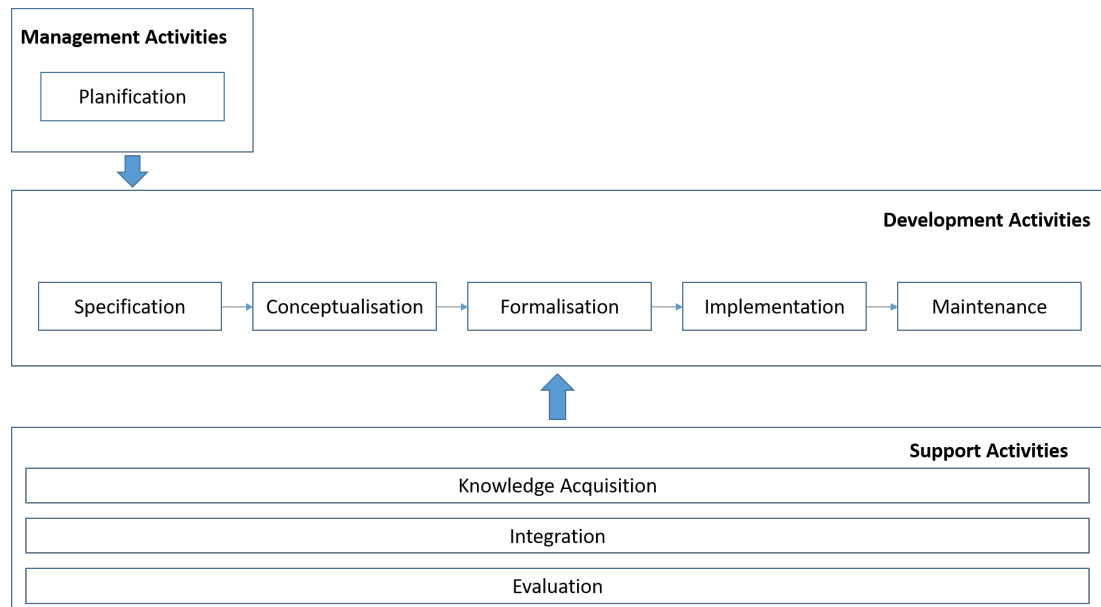 Management Activities
Planification
Development Activities
Specification
Conceptualisation
Formalisation
Implementation
Maintenance
Support Activities
Knowledge Acquisition
Integration
Evaluation